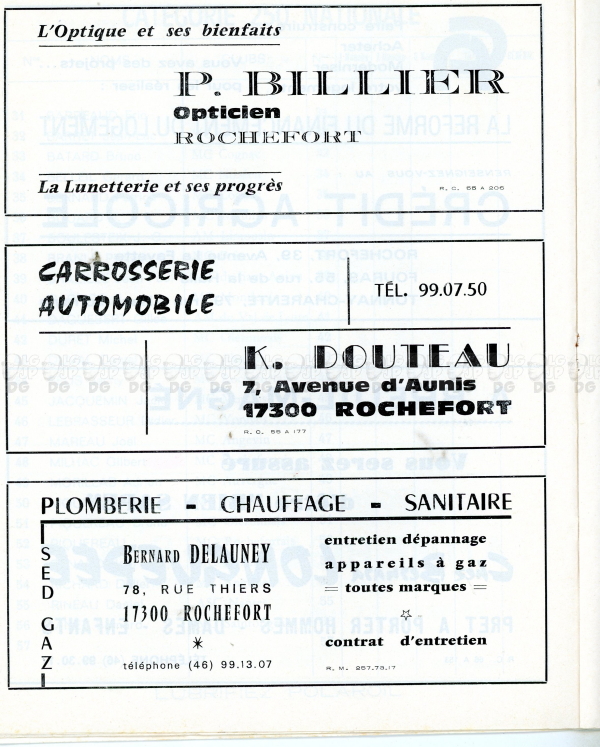 L'Optique et ses bienfaits
P. BILLIER
Opticien
ROCHEFORT
La Lunetterie et ses progrès
R. C. 68 A 206
CARROSSERIE
AUTOMOBILE
TÉL. 99.07.50
K. DOUTEAU
7, Avenue d'Aunis
17300 ROCHEFORT
R. C. 55 A 177
PLOMBERIE - CHAUFFAGE - SANITAIRE
SED GAZ
BERNARD DELAUNEY
78, RUE THIERS
17300 ROCHEFORT
téléphone (46) 99.13.07
entretien dépannage
appareils à gaz
= toutes marques =
contrat d'entretien
R. M. 257.73.17